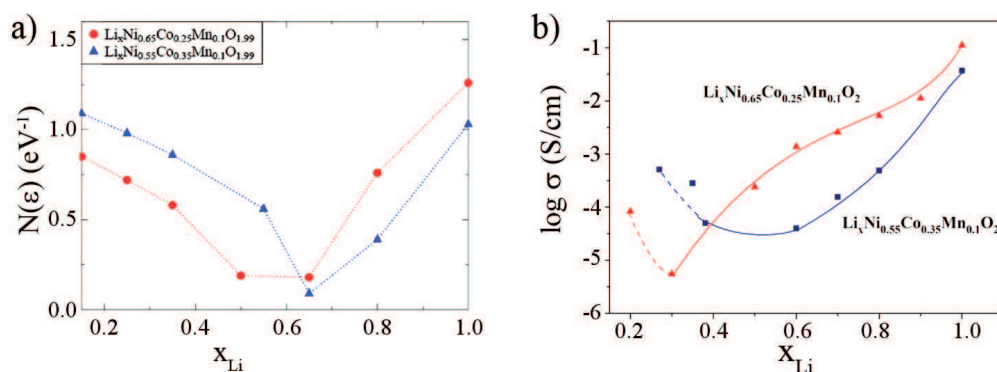 a)
1.5
1.0
0.5
0.0
N(ε) (eV⁻¹)
LiₓNi₀.₆₅Co₀.₂₅Mn₀.₁O₁.₉₉
LiₓNi₀.₅₅Co₀.₃₅Mn₀.₁O₁.₉₉
0.2 0.4 0.6 0.8 1.0
x_Li
b)
-1
-2
-3
-4
-5
-6
log σ (S/cm)
LiₓNi₀.₆₅Co₀.₂₅Mn₀.₁O₂
LiₓNi₀.₅₅Co₀.₃₅Mn₀.₁O₂
0.2 0.4 0.6 0.8 1.0
x_Li